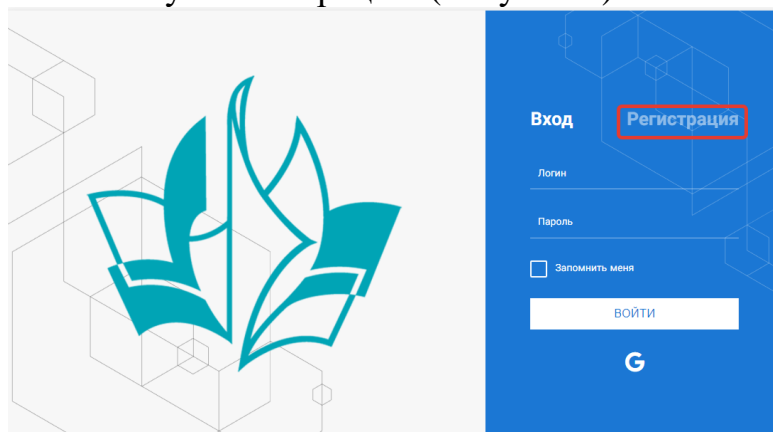 Вход Регистрация
Логин
Пароль
Запомнить меня
ВОЙТИ
G